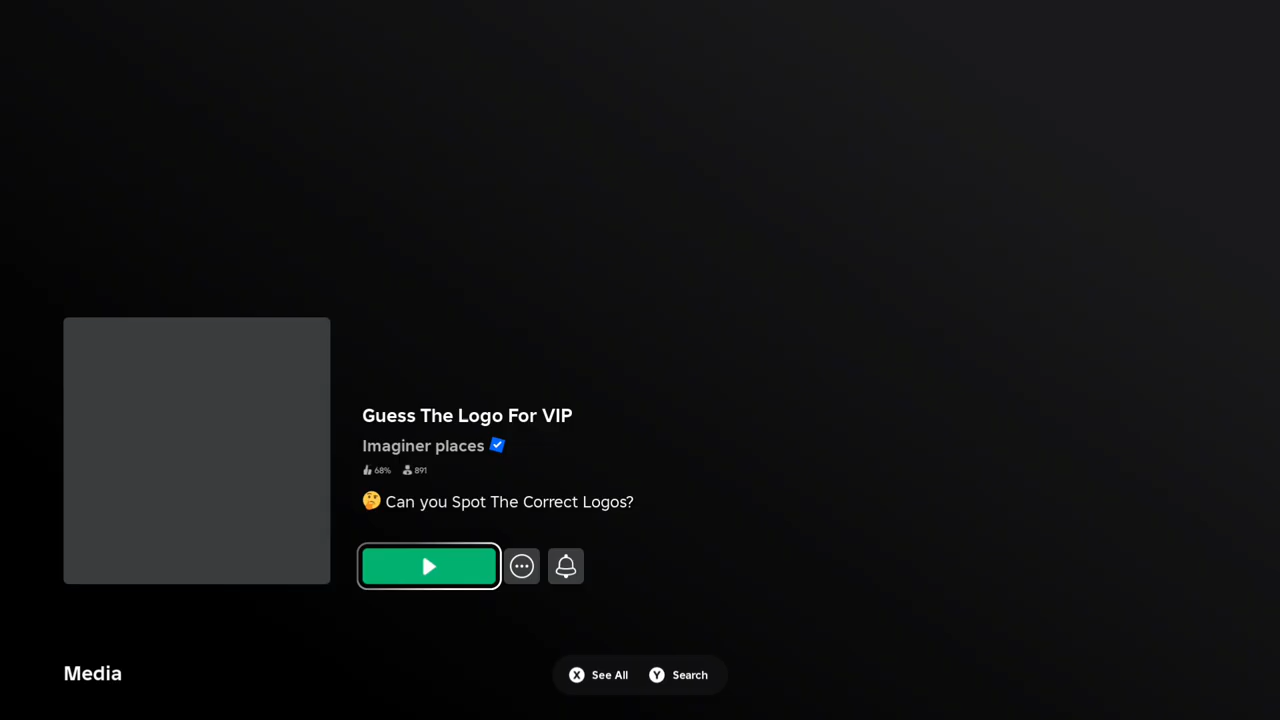 Guess The Logo For VIP
Imaginer places
68% 891
🤔 Can you Spot The Correct Logos?
Media
X See All Y Search